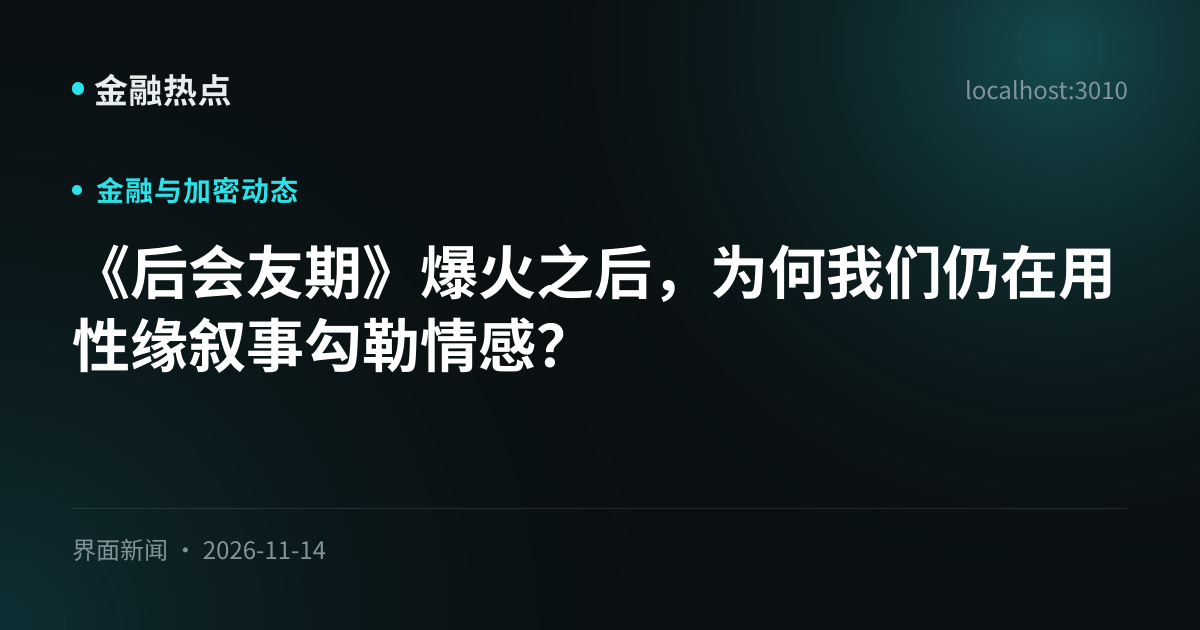 金融热点
localhost:3010
金融与加密动态
《后会友期》爆火之后，为何我们仍在用
性缘叙事勾勒情感？
界面新闻 · 2026-11-14